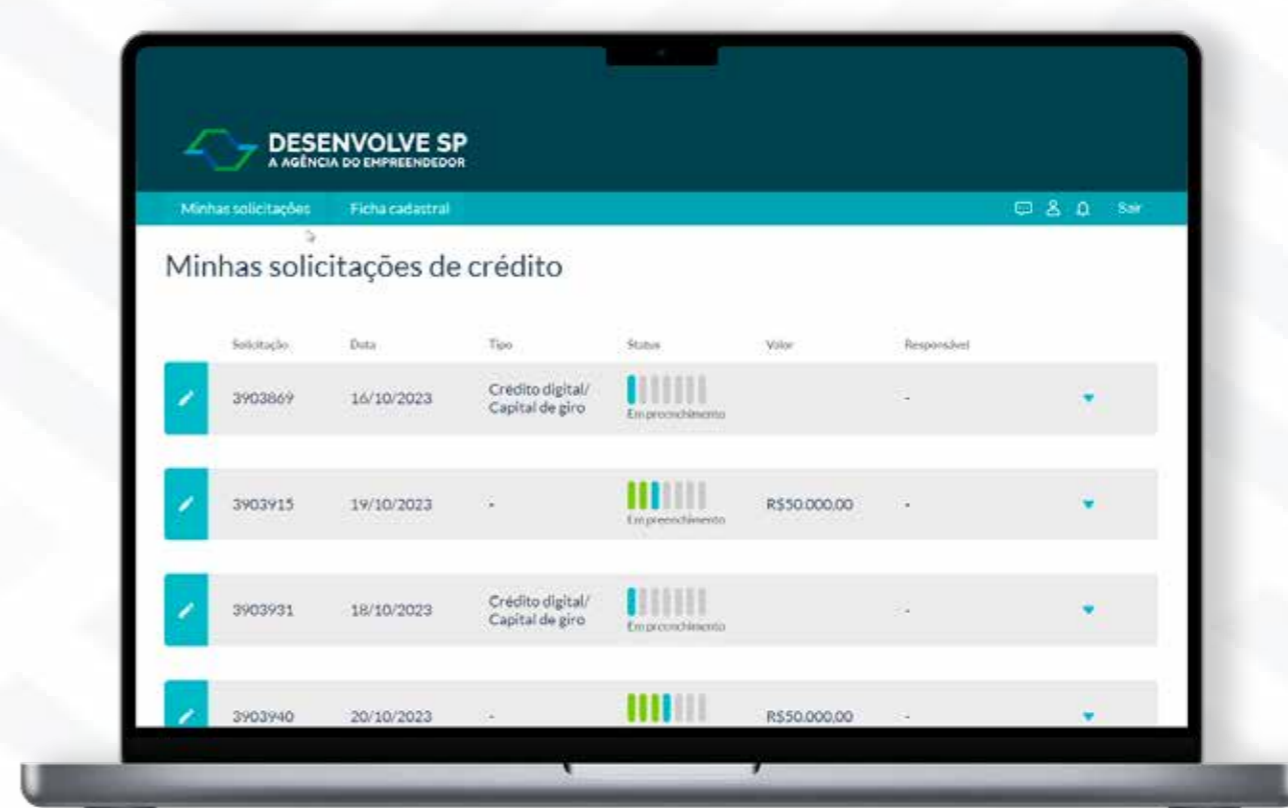 DESENVOLVE SP
A AGÊNCIA DO EMPREENDEDOR
Minhas solicitações Ficha cadastral Sair
Minhas solicitações de crédito
Solicitação Data Tipo Status Valor Responsável
3903869 16/10/2023 Crédito digital/ Capital de giro Em preenchimento -
3903915 19/10/2023 - Em preenchimento R$50.000,00 -
3903931 18/10/2023 Crédito digital/ Capital de giro Em preenchimento -
3903940 20/10/2023 - R$50.000,00 -